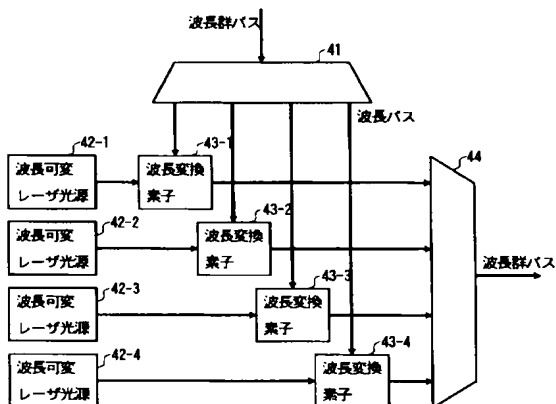 波長群パス
41
波長パス
42-1
波長可変
レーザ光源
43-1
波長変換
素子
44
42-2
波長可変
レーザ光源
43-2
波長変換
素子
波長群パス
42-3
波長可変
レーザ光源
43-3
波長変換
素子
42-4
波長可変
レーザ光源
43-4
波長変換
素子